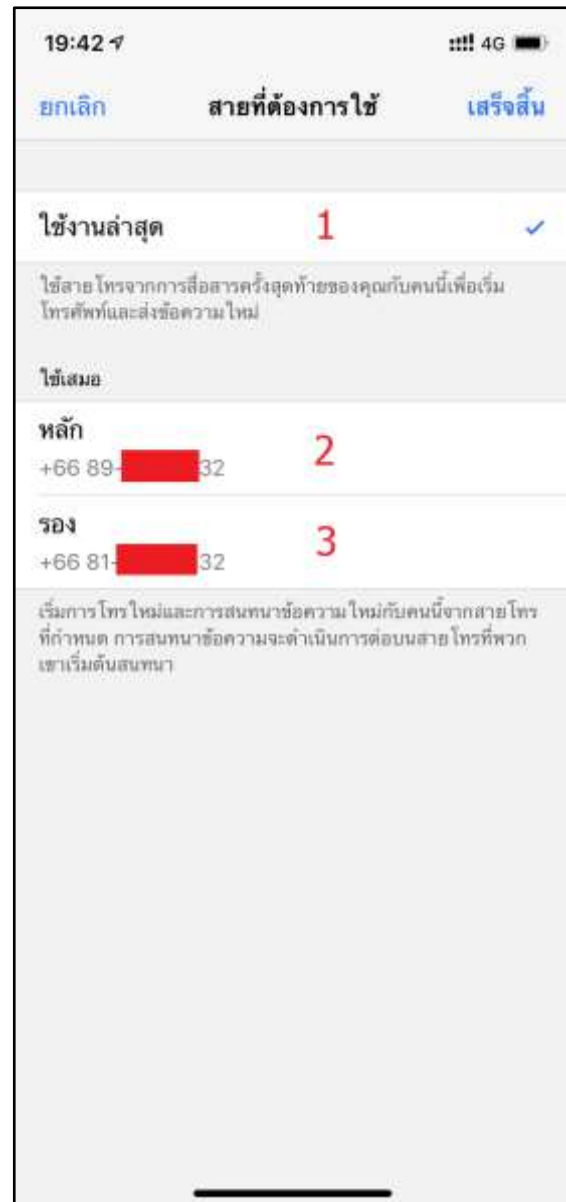 19:42 4G
ยกเลิก สายที่ต้องการใช้ เสร็จสิ้น
ใช้งานล่าสุด 1
ใช้สายโทรจากการสื่อสารครั้งสุดท้ายของคุณกับคนนี้เพื่อเริ่ม
โทรศัพท์และส่งข้อความใหม่
ใช้เสมอ
หลัก
+66 89- 32 2
รอง
+66 81- 32 3
เริ่มการโทรใหม่และการสนทนาข้อความใหม่กับคนนี้จากสายโทร
ที่กำหนด การสนทนาข้อความจะดำเนินการต่อบนสายโทรที่พวก
เขาเริ่มต้นสนทนา